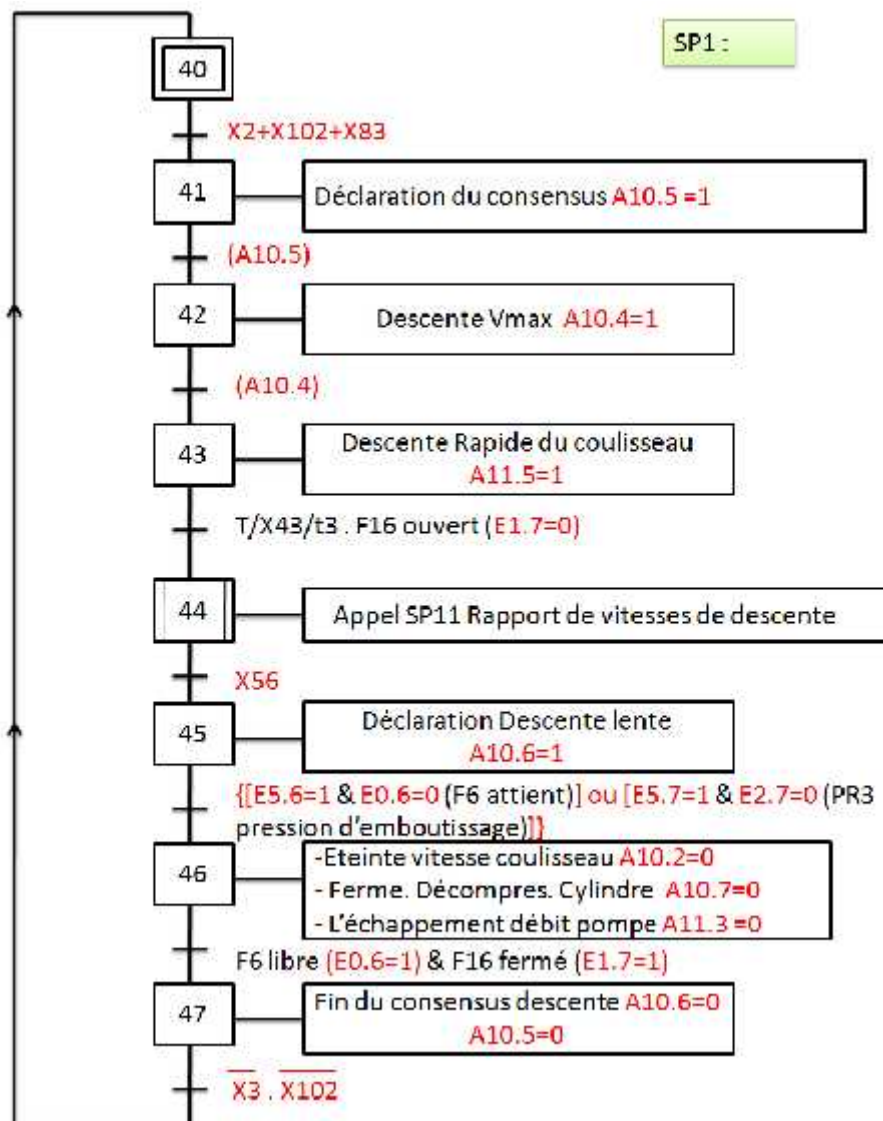 SP1 :
40
X2+X102+X83
41
Déclaration du consensus A10.5 =1
(A10.5)
42
Descente Vmax A10.4=1
(A10.4)
43
Descente Rapide du coulisseau
A11.5=1
T/X43/t3 . F16 ouvert (E1.7=0)
44
Appel SP11 Rapport de vitesses de descente
X56
45
Déclaration Descente lente
A10.6=1
{[E5.6=1 & E0.6=0 (F6 attient)] ou [E5.7=1 & E2.7=0 (PR3
pression d'emboutissage)]}
46
-Eteinte vitesse coulisseau A10.2=0
- Ferme. Décompres. Cylindre A10.7=0
- L'échappement débit pompe A11.3 =0
F6 libre (E0.6=1) & F16 fermé (E1.7=1)
47
Fin du consensus descente A10.6=0
A10.5=0
X̅3̅ . X̅1̅0̅2̅